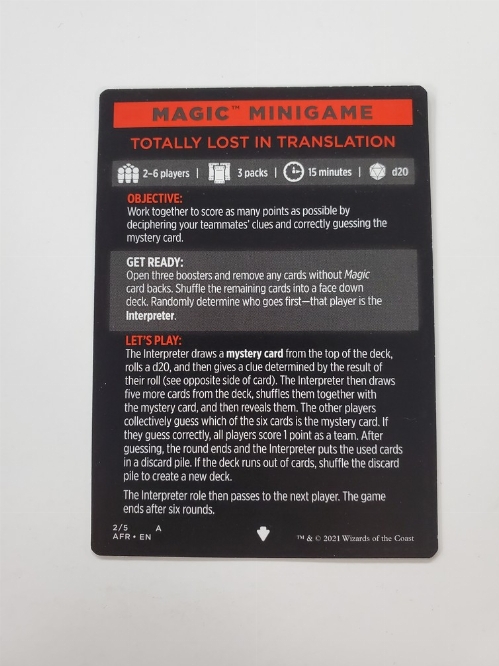 MAGIC™ MINIGAME
TOTALLY LOST IN TRANSLATION
2–6 players | 3 packs | 15 minutes | d20
OBJECTIVE:
Work together to score as many points as possible by
deciphering your teammates' clues and correctly guessing the
mystery card.
GET READY:
Open three boosters and remove any cards without Magic
card backs. Shuffle the remaining cards into a face down
deck. Randomly determine who goes first—that player is the
Interpreter.
LET'S PLAY:
The Interpreter draws a mystery card from the top of the deck,
rolls a d20, and then gives a clue determined by the result of
their roll (see opposite side of card). The Interpreter then draws
five more cards from the deck, shuffles them together with
the mystery card, and then reveals them. The other players
collectively guess which of the six cards is the mystery card. If
they guess correctly, all players score 1 point as a team. After
guessing, the round ends and the Interpreter puts the used cards
in a discard pile. If the deck runs out of cards, shuffle the discard
pile to create a new deck.
The Interpreter role then passes to the next player. The game
ends after six rounds.
2/5 A
AFR • EN
™ & © 2021 Wizards of the Coast